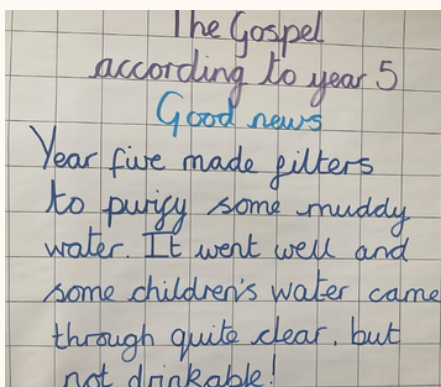 The Gospel
according to year 5
Good news
Year five made filters
to purify some muddy
water. It went well and
some children's water came
through quite clear, but
not drinkable!